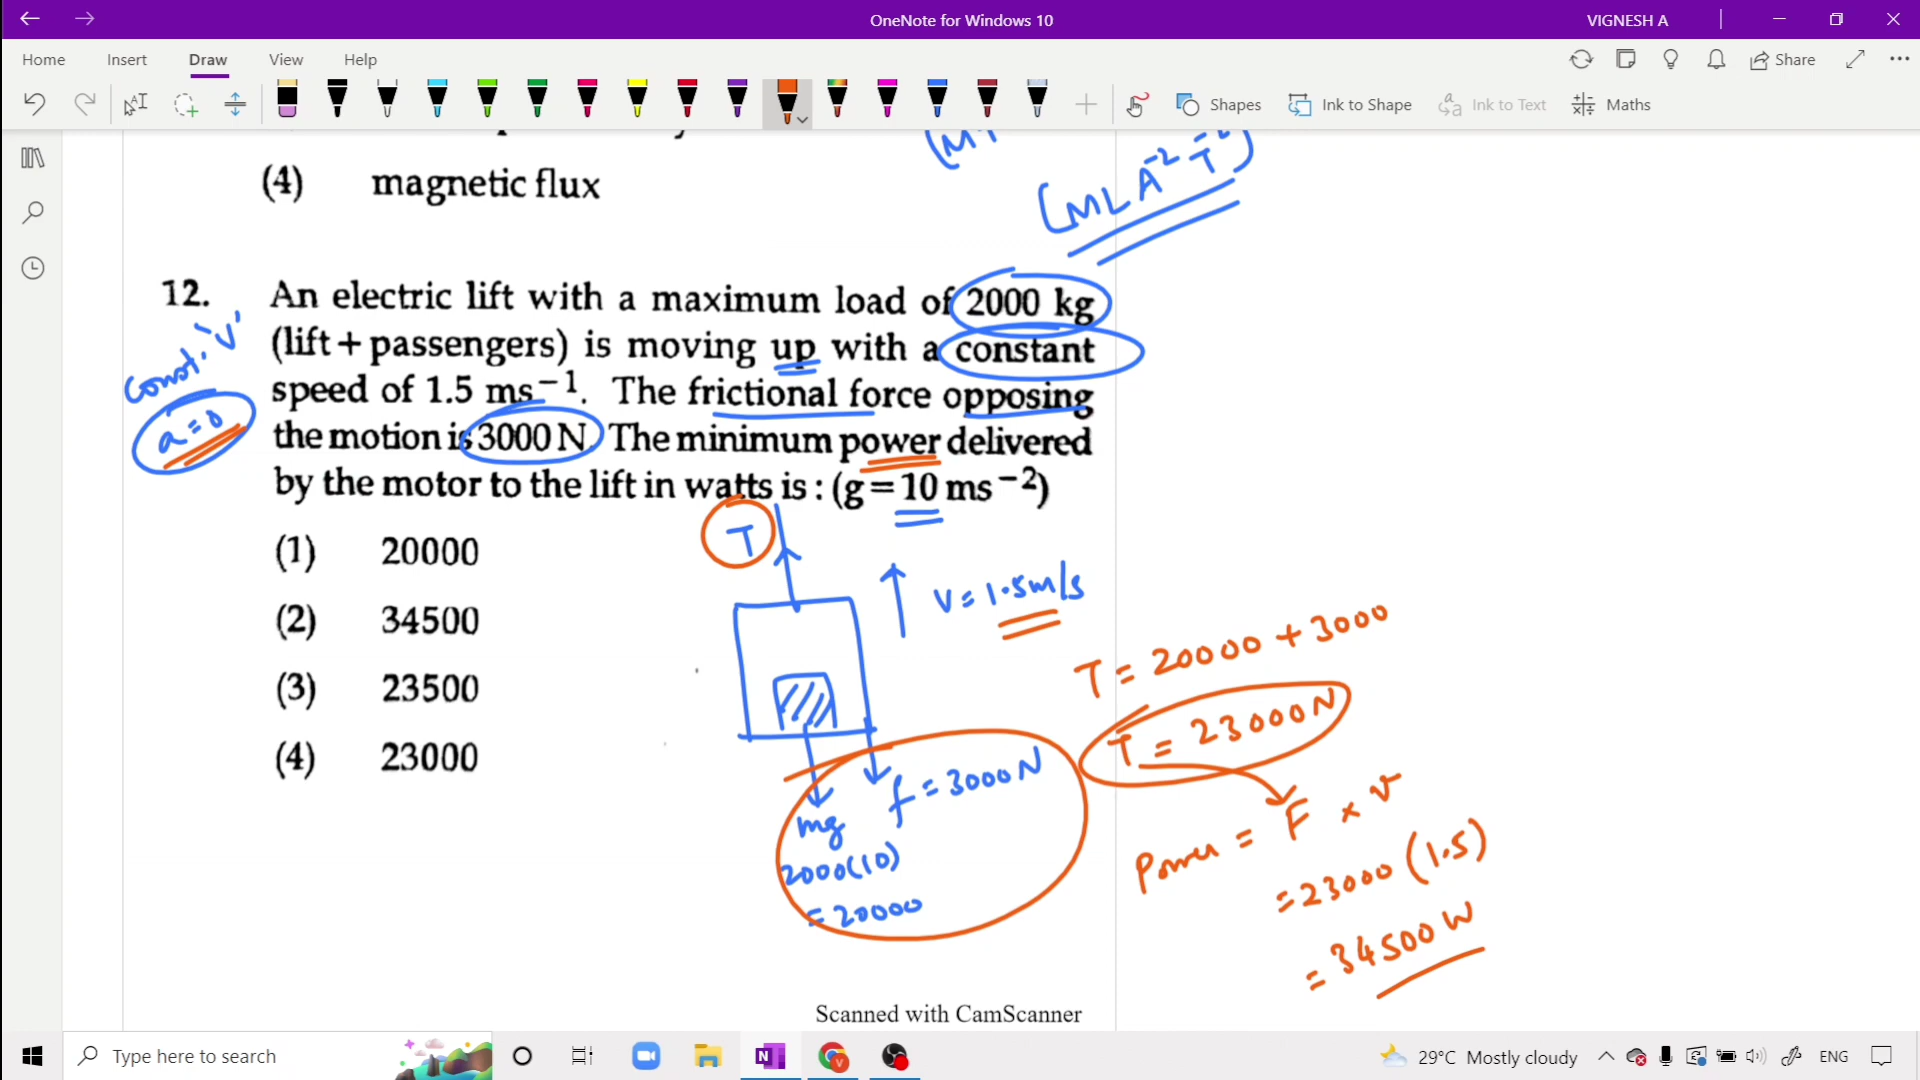 OneNote for Windows 10
VIGNESH A
Home Insert Draw View Help
Share
Shapes Ink to Shape Ink to Text Maths
(4) magnetic flux
(MLA⁻²T⁻²)
12. An electric lift with a maximum load of 2000 kg
(lift + passengers) is moving up with a constant
speed of 1.5 ms⁻¹. The frictional force opposing
the motion is 3000 N. The minimum power delivered
by the motor to the lift in watts is : (g = 10 ms⁻²)
const. 'v'
a=0
(1) 20000
(2) 34500
(3) 23500
(4) 23000
T
v = 1.5m/s
f = 3000N
mg
2000(10)
= 20000
T = 20000 + 3000
T = 23000N
Power = F × v
= 23000 (1.5)
= 34500 W
Scanned with CamScanner
Type here to search
29°C Mostly cloudy
ENG